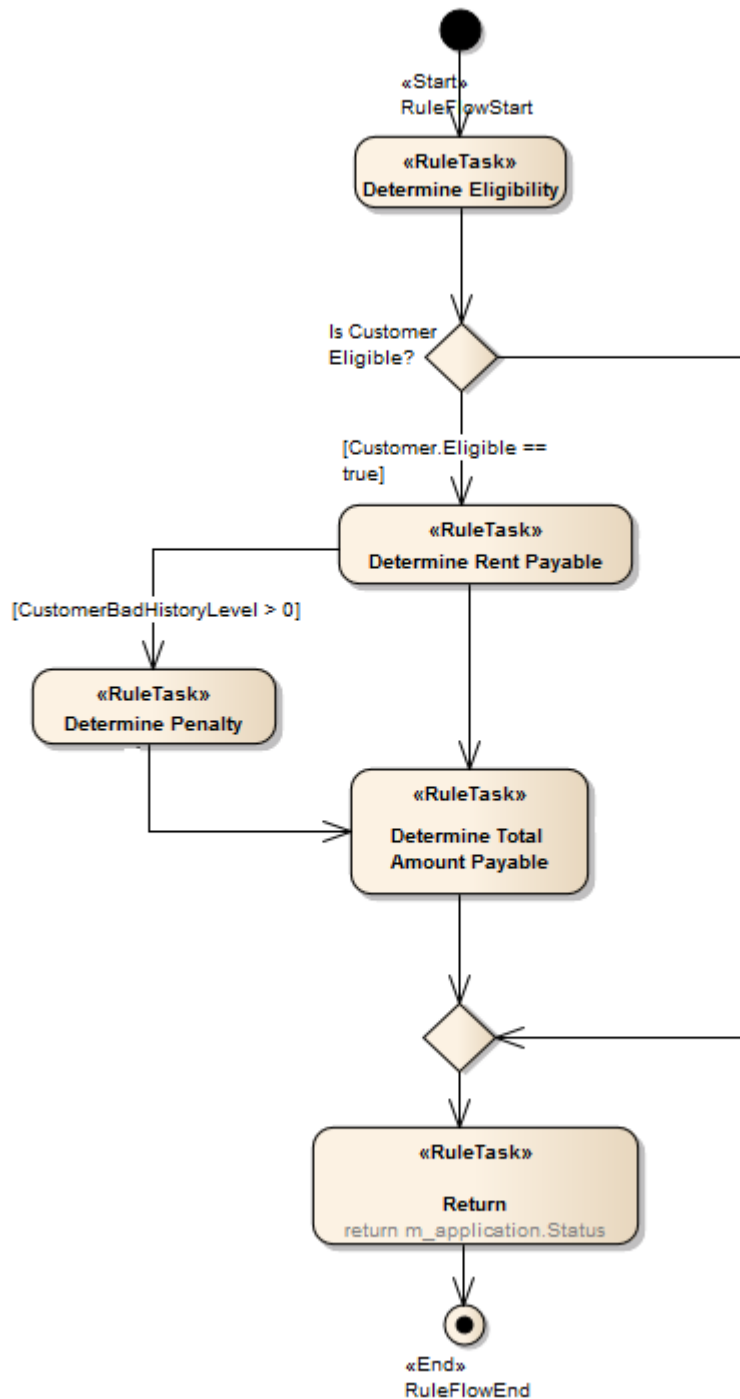 «Start»
RuleFlowStart
«RuleTask»
Determine Eligibility
Is Customer
Eligible?
[Customer.Eligible ==
true]
«RuleTask»
Determine Rent Payable
[CustomerBadHistoryLevel > 0]
«RuleTask»
Determine Penalty
«RuleTask»
Determine Total
Amount Payable
«RuleTask»
Return
return m_application.Status
«End»
RuleFlowEnd